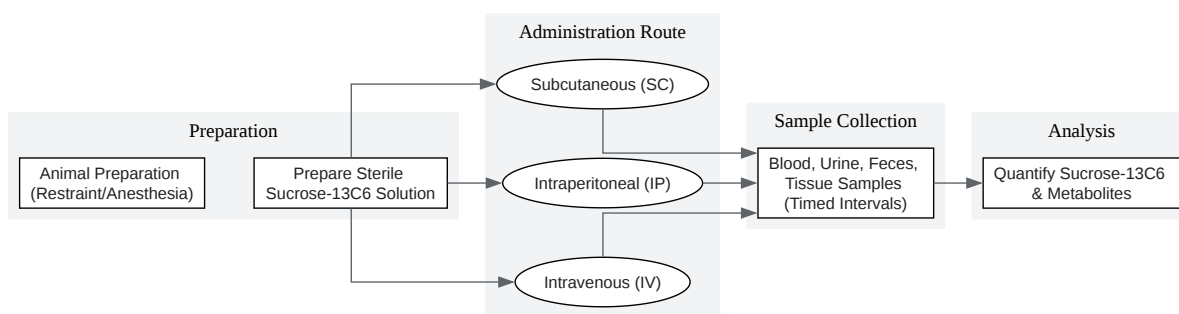 Preparation
Animal Preparation
(Restraint/Anesthesia)
Prepare Sterile
Sucrose-13C6 Solution
Administration Route
Subcutaneous (SC)
Intraperitoneal (IP)
Intravenous (IV)
Sample Collection
Blood, Urine, Feces,
Tissue Samples
(Timed Intervals)
Analysis
Quantify Sucrose-13C6
& Metabolites